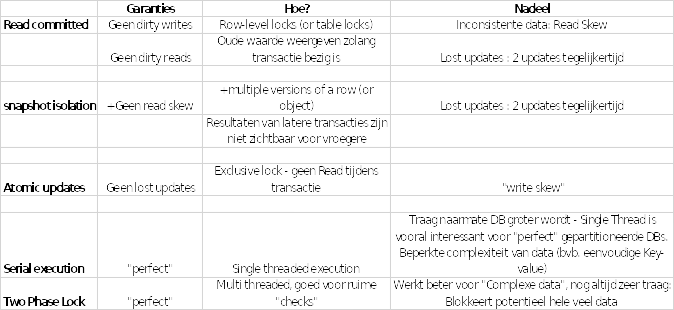 Garanties Hoe? Nadeel
Read committed Geen dirty writes Row-level locks (or table locks) Inconsistente data: Read Skew
Oude waarde weergeven zolang
Geen dirty reads transactie bezig is Lost updates : 2 updates tegelijkertijd
+ multiple versions of a row (or
snapshot isolation + Geen read skew object) Lost updates : 2 updates tegelijkertijd
Resultaten van latere transacties zijn
niet zichtbaar voor vroegere
Exclusive lock - geen Read tijdens
Atomic updates Geen lost updates transactie "write skew"
Traag naarmate DB groter wordt - Single Thread is
vooral interessant voor "perfect" gepartitioneerde DBs.
Beperkte complexiteit van data (bvb. eenvoudige Key-
Serial execution "perfect" Single threaded execution value)
Multi threaded, goed voor ruime Werkt beter voor "Complexe data", nog altijd zeer traag:
Two Phase Lock "perfect" "checks" Blokkeert potentieel hele veel data